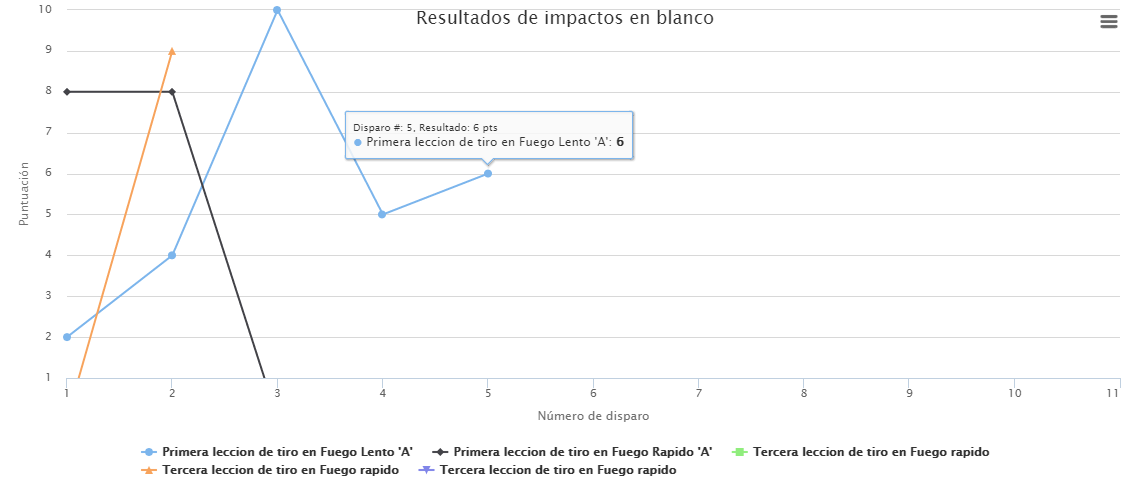 Resultados de impactos en blanco
10
9
8
7
6
5
4
3
2
1
Puntuación
Disparo #: 5, Resultado: 6 pts
Primera leccion de tiro en Fuego Lento 'A': 6
1 2 3 4 5 6 7 8 9 10 11
Número de disparo
Primera leccion de tiro en Fuego Lento 'A' Primera leccion de tiro en Fuego Rapido 'A' Tercera leccion de tiro en Fuego rapido
Tercera leccion de tiro en Fuego rapido Tercera leccion de tiro en Fuego rapido